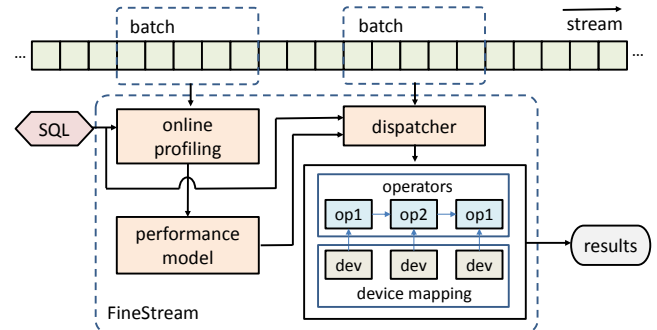 batch
batch
stream
...
...
SQL
online
profiling
dispatcher
operators
op1
op2
op1
performance
model
dev
dev
dev
device mapping
results
FineStream